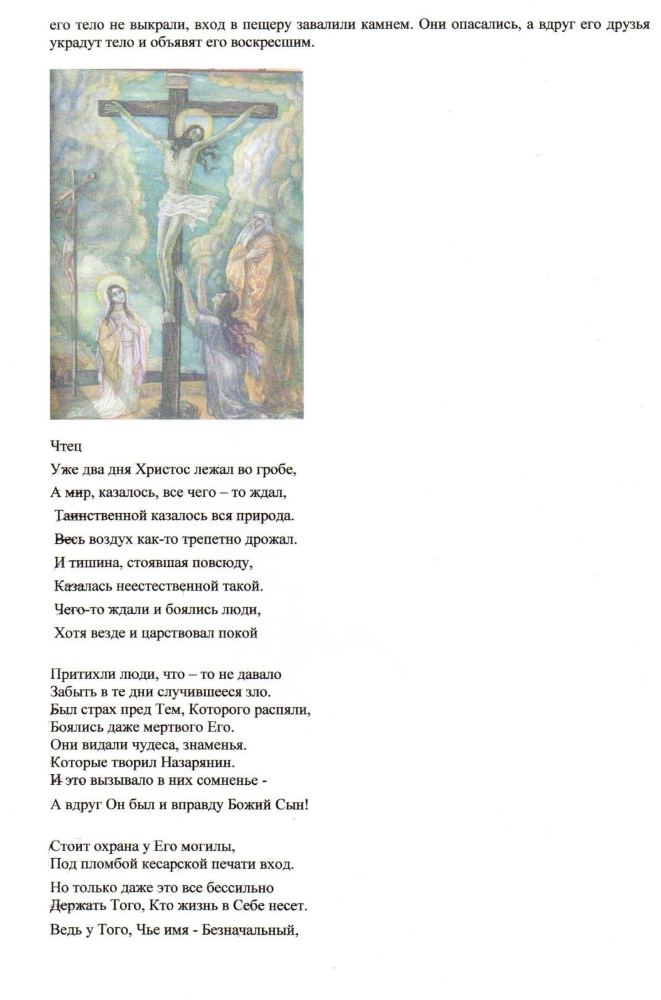 его тело не выкрали, вход в пещеру завалили камнем. Они опасались, а вдруг его друзья
украдут тело и объявят его воскресшим.
Чтец
Уже два дня Христос лежал во гробе,
А мир, казалось, все чего – то ждал,
Таинственной казалось вся природа.
Весь воздух как-то трепетно дрожал.
И тишина, стоявшая повсюду,
Казалась неестественной такой.
Чего-то ждали и боялись люди,
Хотя везде и царствовал покой
Притихли люди, что – то не давало
Забыть в те дни случившееся зло.
Был страх пред Тем, Которого распяли,
Боялись даже мертвого Его.
Они видали чудеса, знаменья.
Которые творил Назарянин.
И это вызывало в них сомненье -
А вдруг Он был и вправду Божий Сын!
Стоит охрана у Его могилы,
Под пломбой кесарской печати вход.
Но только даже это все бессильно
Держать Того, Кто жизнь в Себе несет.
Ведь у Того, Чье имя - Безначальный,